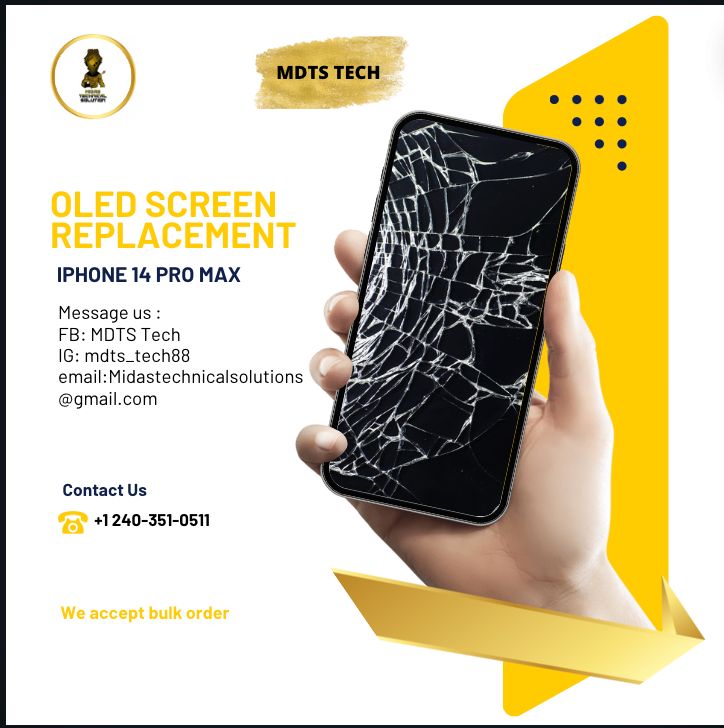 MIDAS
TECHNICAL
SOLUTION
MDTS TECH
OLED SCREEN
REPLACEMENT
IPHONE 14 PRO MAX
Message us :
FB: MDTS Tech
IG: mdts_tech88
email:Midastechnicalsolutions
@gmail.com
Contact Us
+1 240-351-0511
We accept bulk order